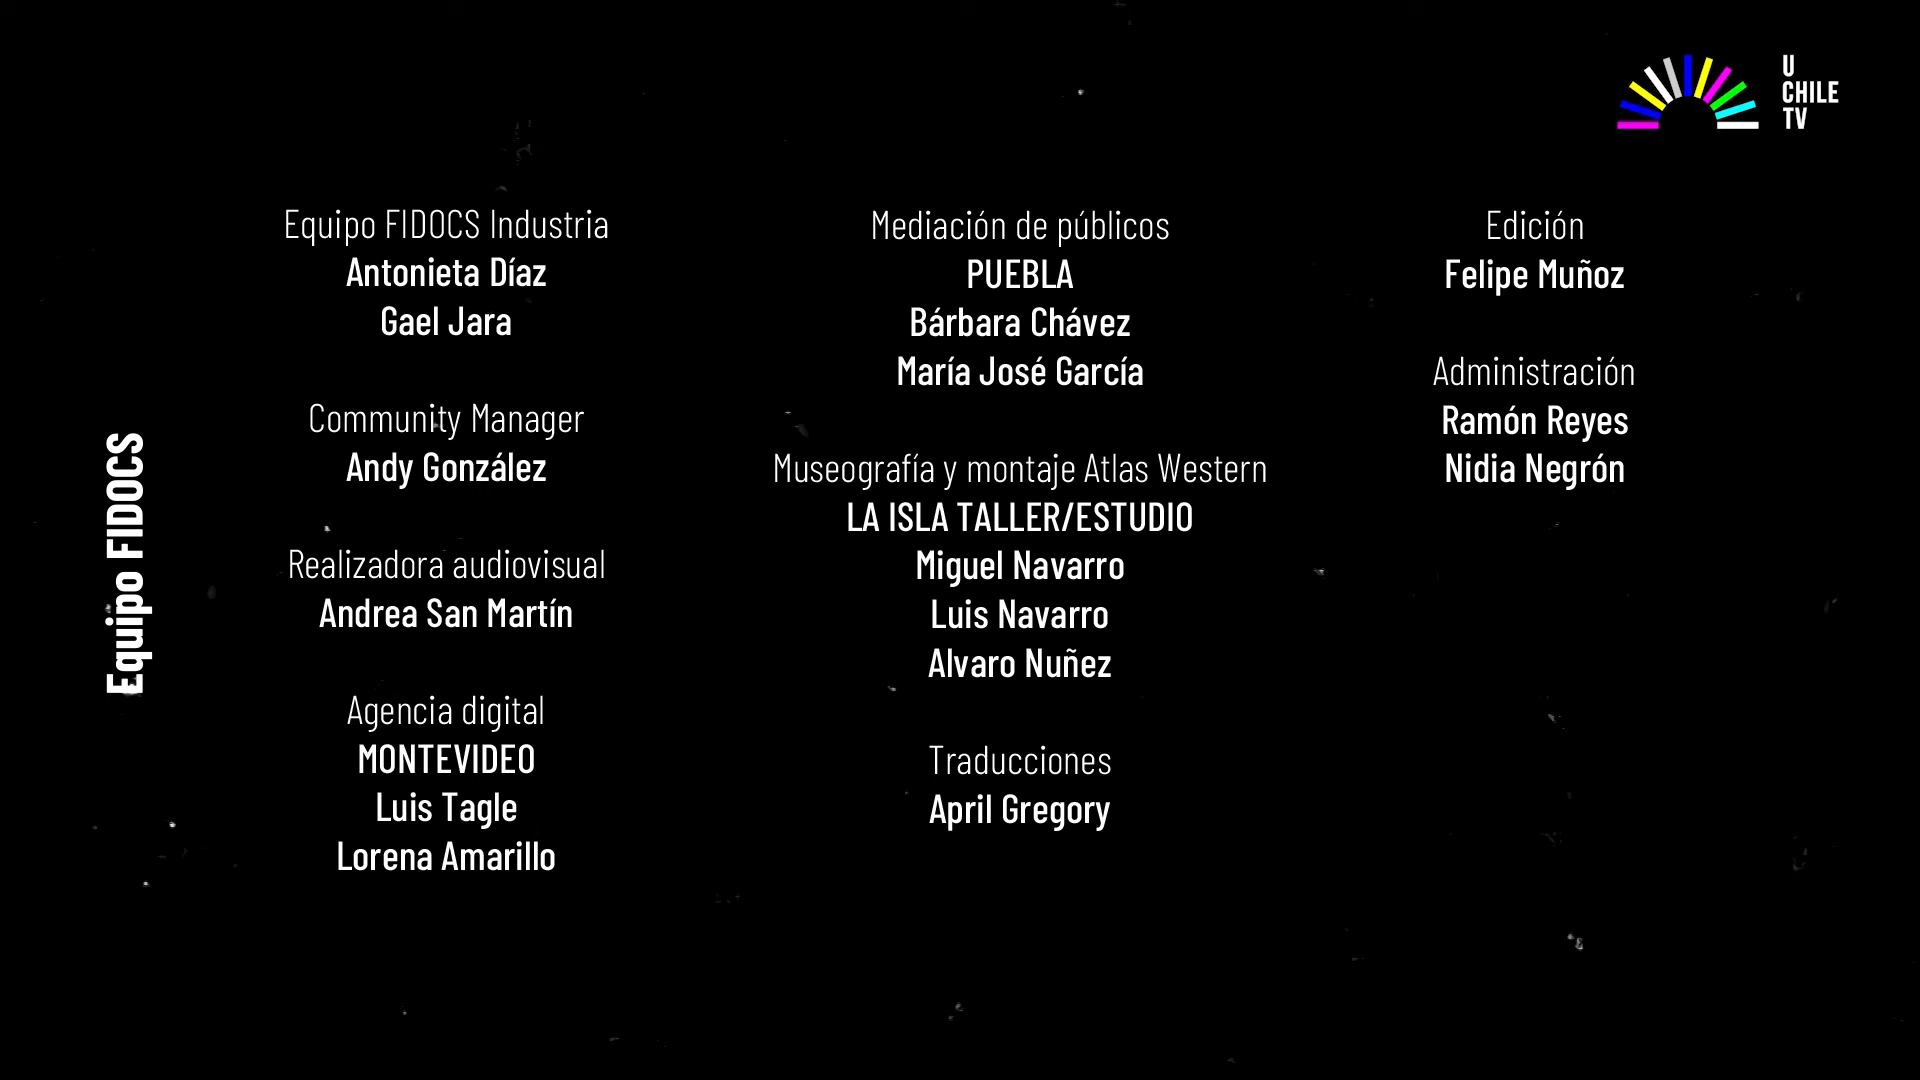 U
CHILE
TV
Equipo FIDOCS
Equipo FIDOCS Industria
Antonieta Díaz
Gael Jara
Community Manager
Andy González
Realizadora audiovisual
Andrea San Martín
Agencia digital
MONTEVIDEO
Luis Tagle
Lorena Amarillo
Mediación de públicos
PUEBLA
Bárbara Chávez
María José García
Museografía y montaje Atlas Western
LA ISLA TALLER/ESTUDIO
Miguel Navarro
Luis Navarro
Alvaro Nuñez
Traducciones
April Gregory
Edición
Felipe Muñoz
Administración
Ramón Reyes
Nidia Negrón